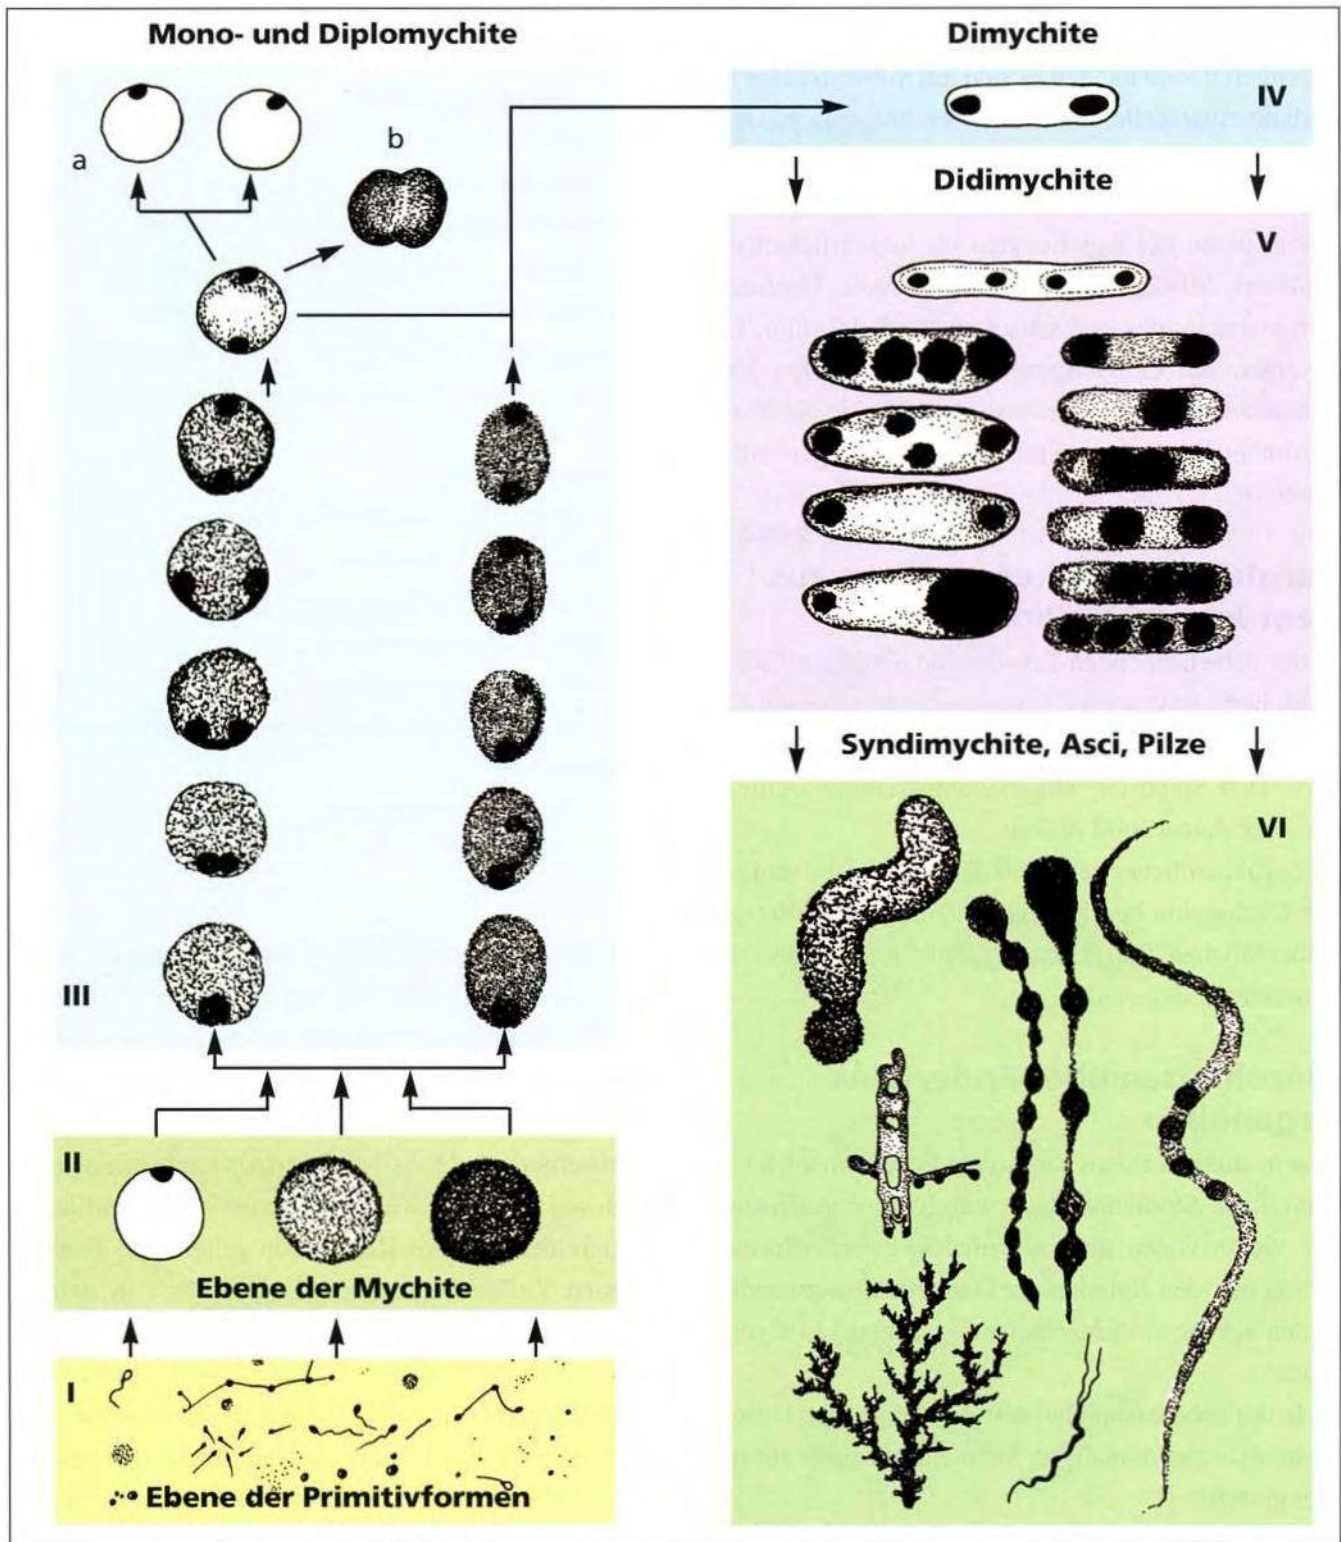 Mono- und Diplomychite
a
b
III
II
Ebene der Mychite
I
Ebene der Primitivformen
Dimychite
IV
Didimychite
V
Syndimychite, Asci, Pilze
VI